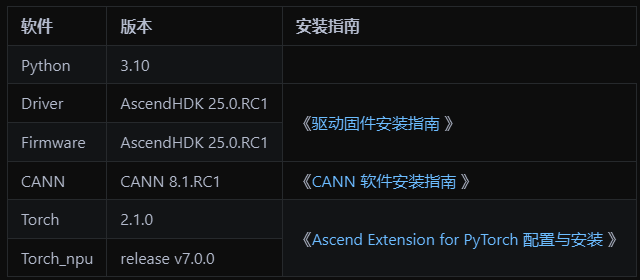 软件 版本 安装指南
Python 3.10
Driver AscendHDK 25.0.RC1
《驱动固件安装指南 》
Firmware AscendHDK 25.0.RC1
CANN CANN 8.1.RC1 《CANN 软件安装指南 》
Torch 2.1.0
《Ascend Extension for PyTorch 配置与安装 》
Torch_npu release v7.0.0